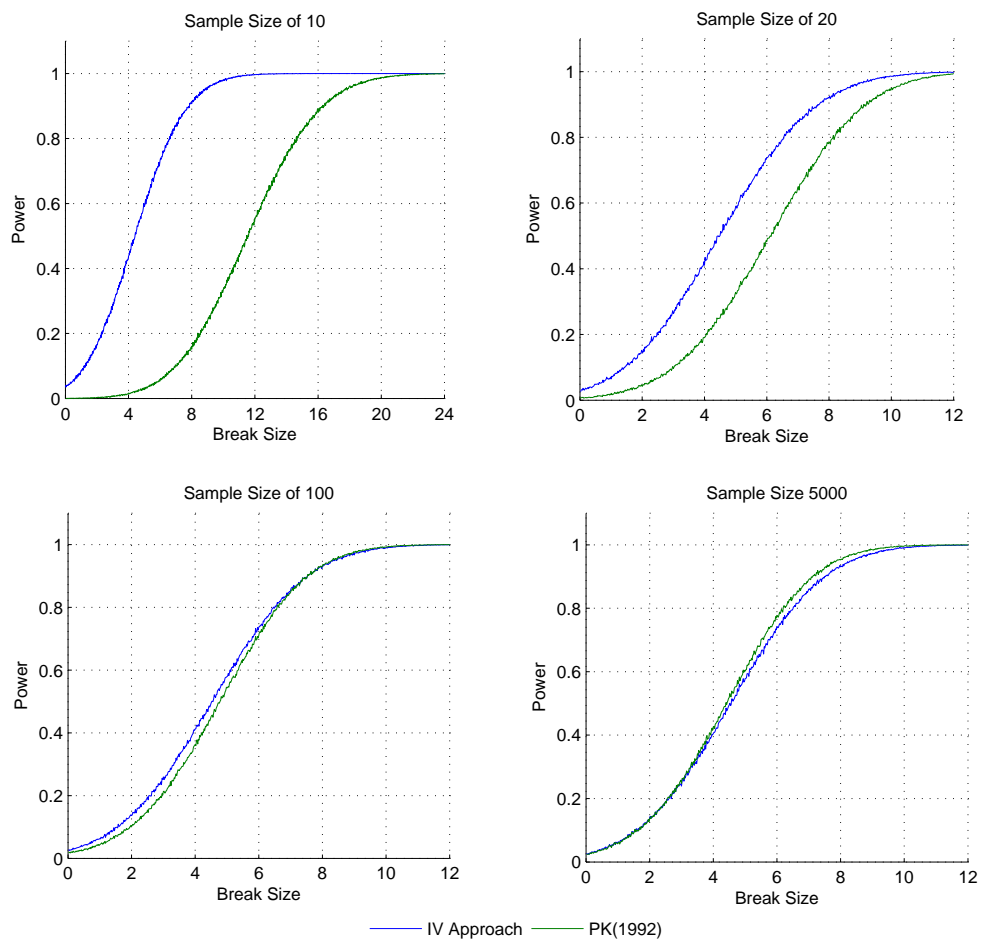 Sample Size of 10
1
0.8
0.6
0.4
0.2
0
Power
0 4 8 12 16 20 24
Break Size
Sample Size of 20
1
0.8
0.6
0.4
0.2
0
Power
0 2 4 6 8 10 12
Break Size
Sample Size of 100
1
0.8
0.6
0.4
0.2
0
Power
0 2 4 6 8 10 12
Break Size
Sample Size 5000
1
0.8
0.6
0.4
0.2
0
Power
0 2 4 6 8 10 12
Break Size
IV Approach PK(1992)